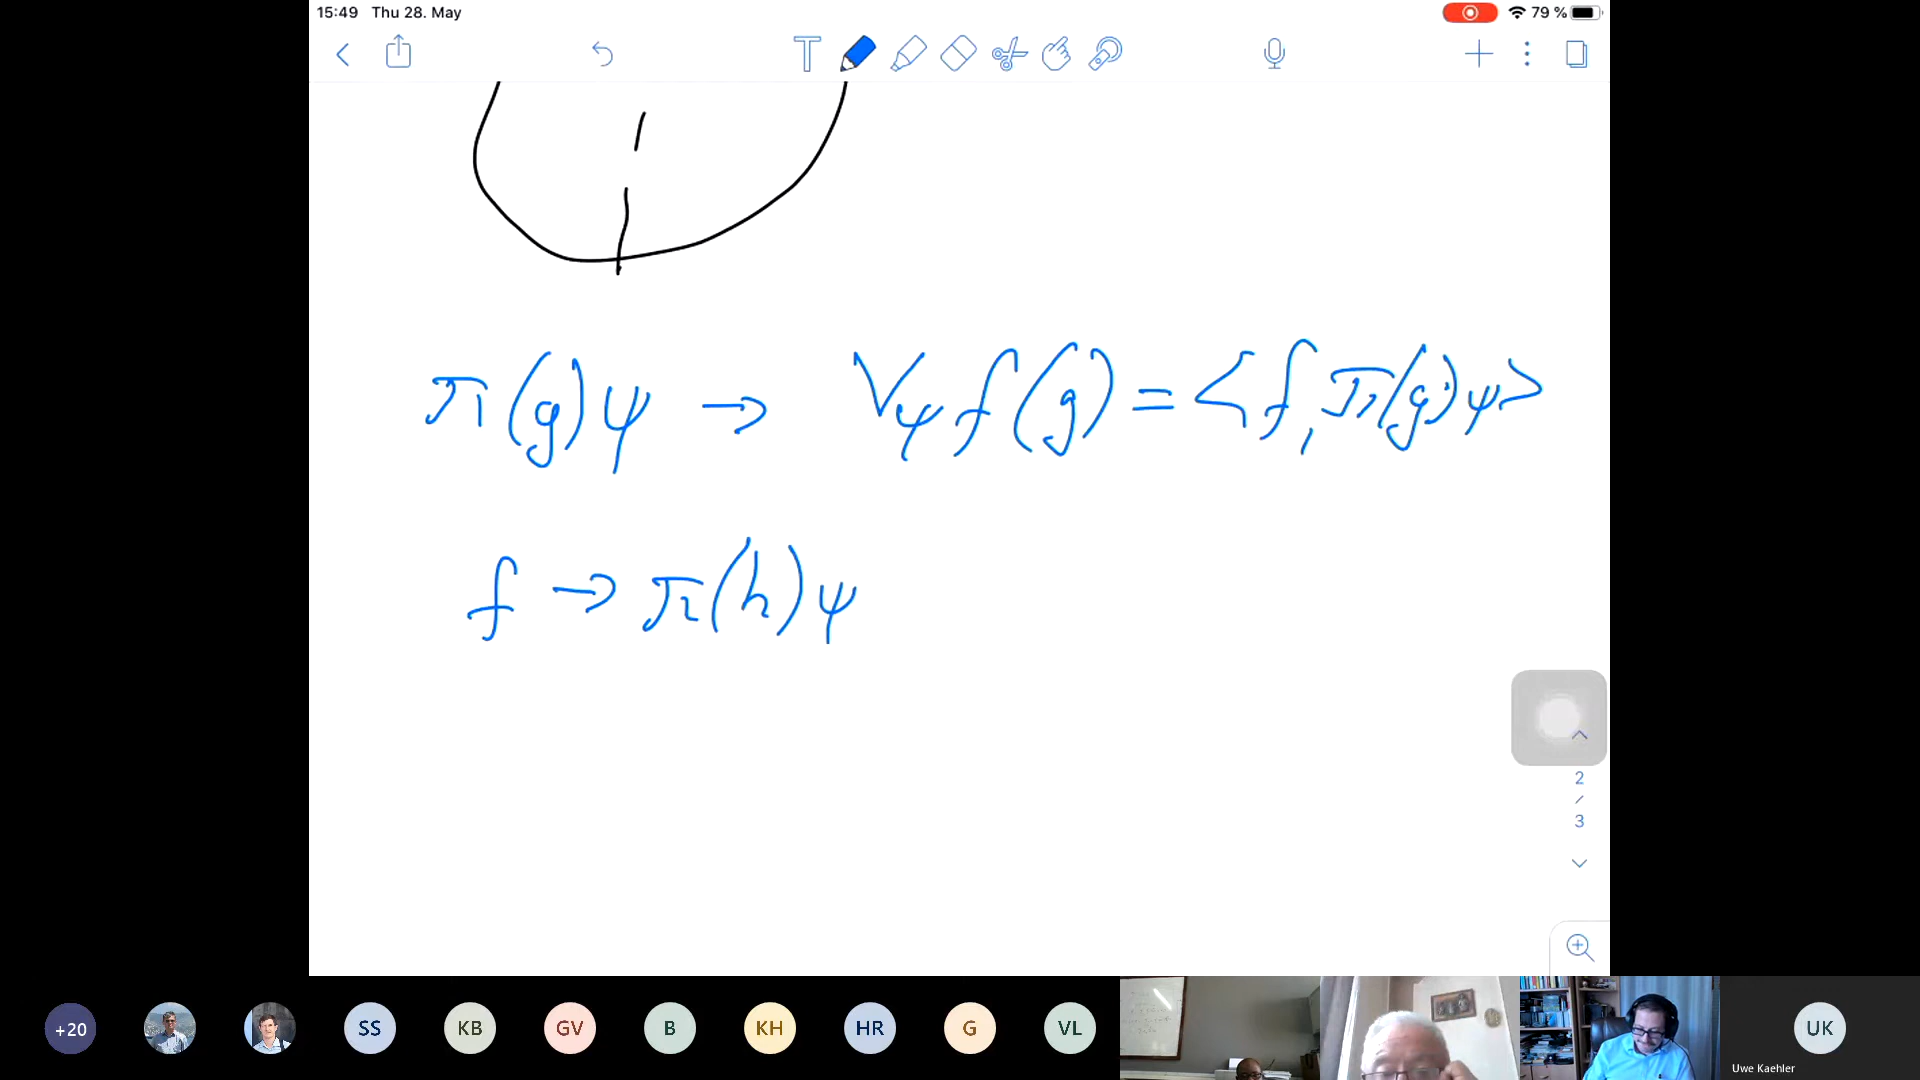 15:49 Thu 28. May 79 %
T
π(g)ψ → V_ψ f(g) = <f, π(g)ψ>
f → π(h)ψ
2
/
3
+20 SS KB GV B KH HR G VL UK
Uwe Kaehler